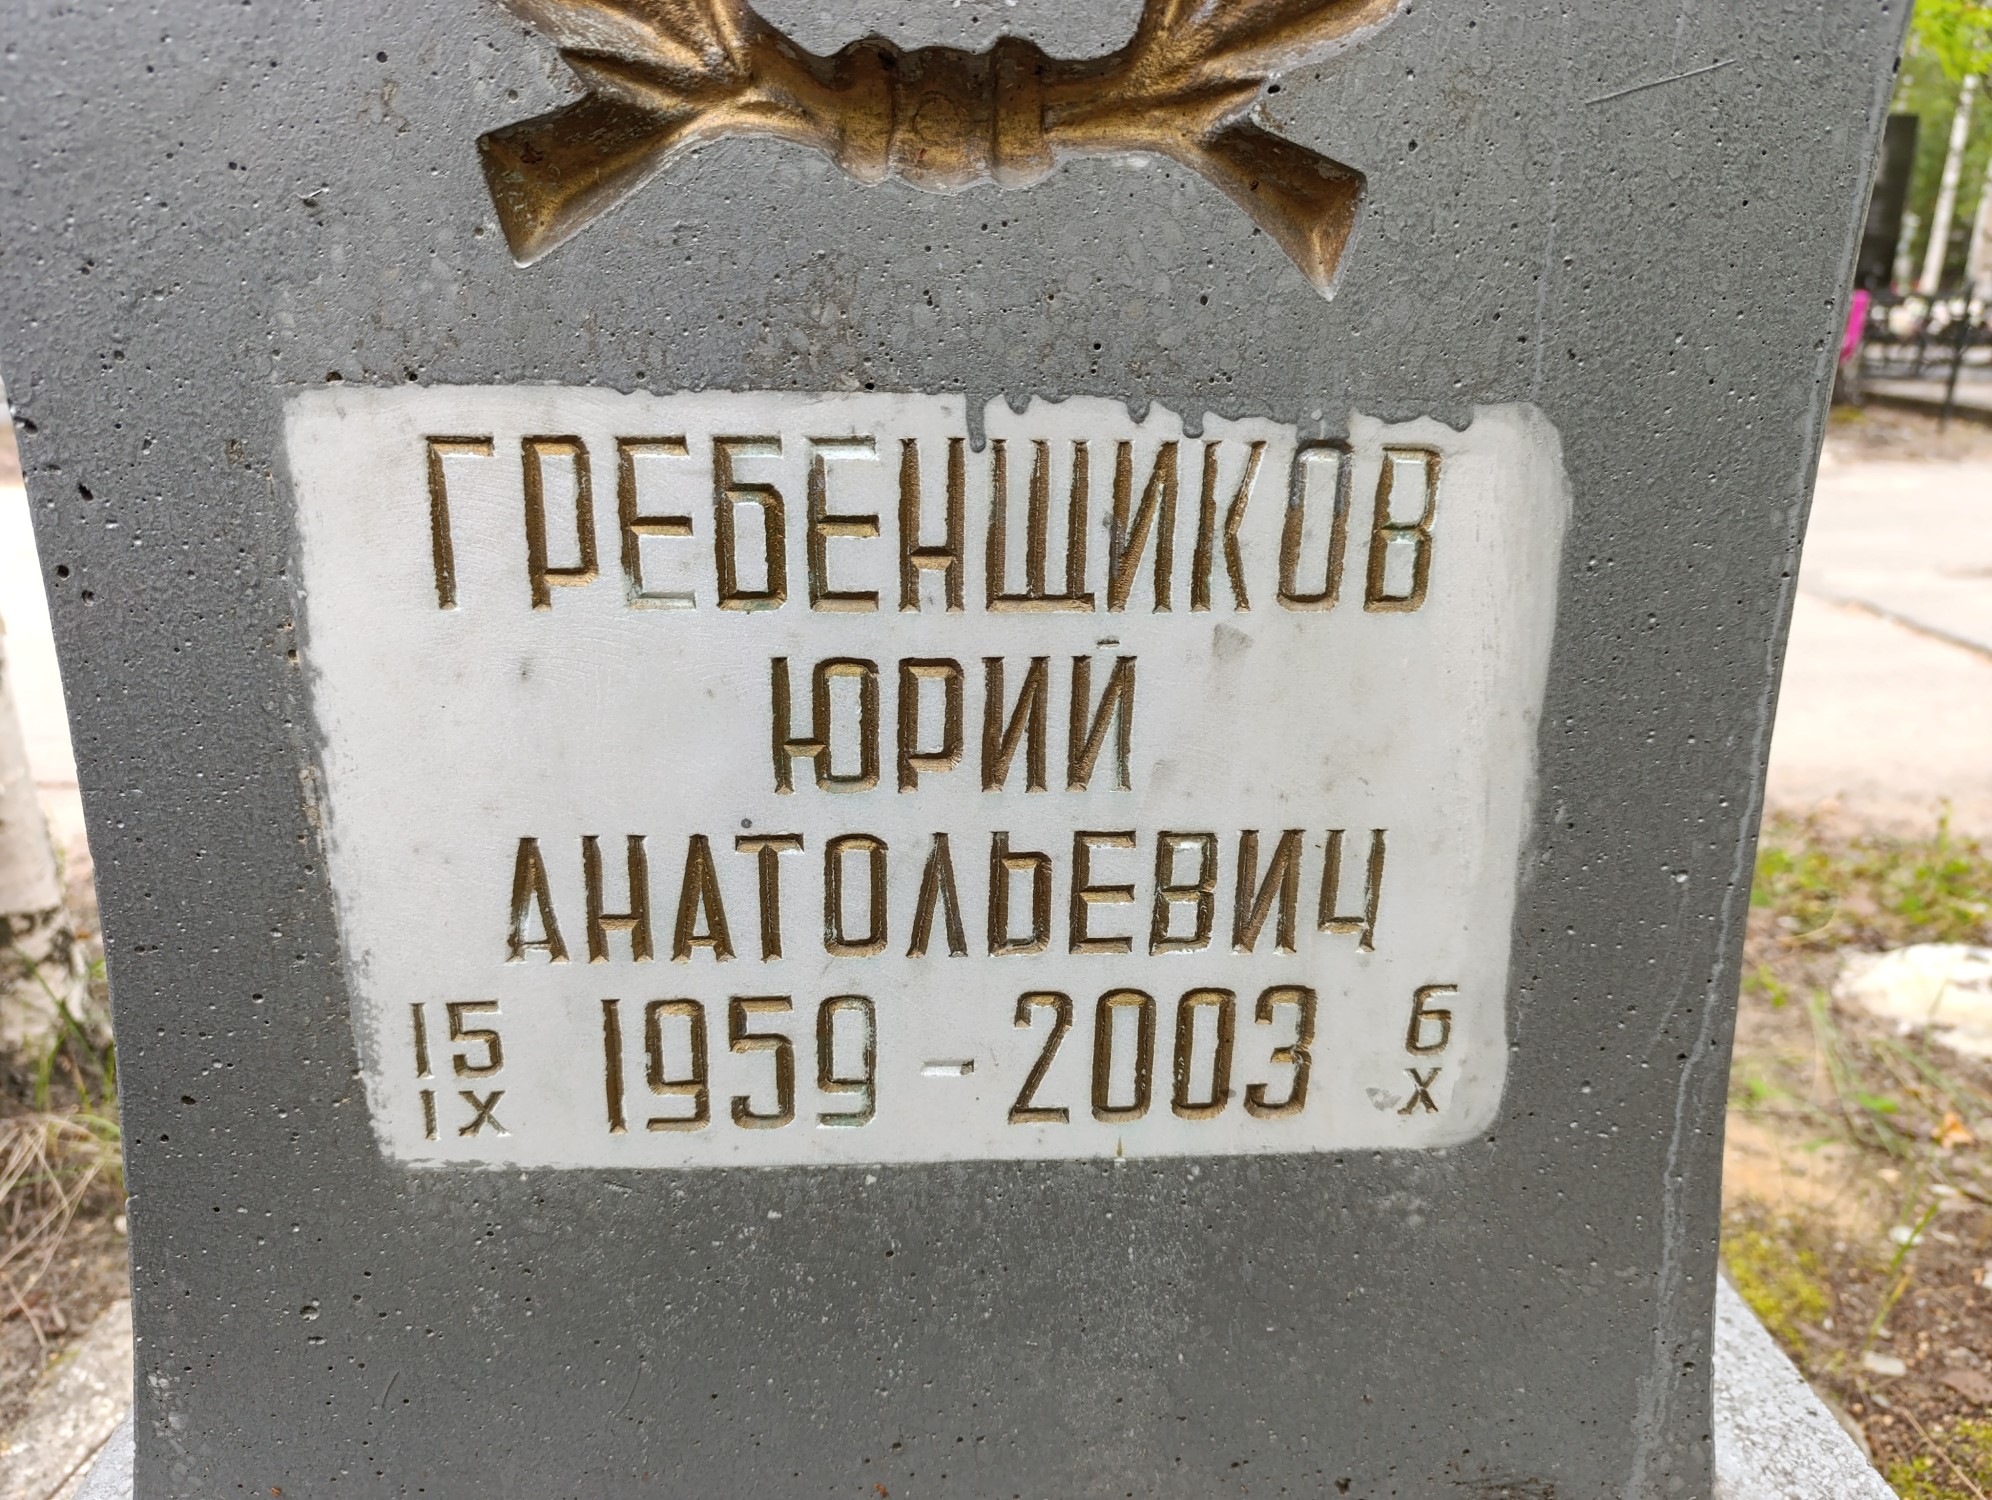 ГРЕБЕНЩИКОВ
ЮРИЙ
АНАТОЛЬЕВИЧ
15 IX 1959 - 2003 6 X